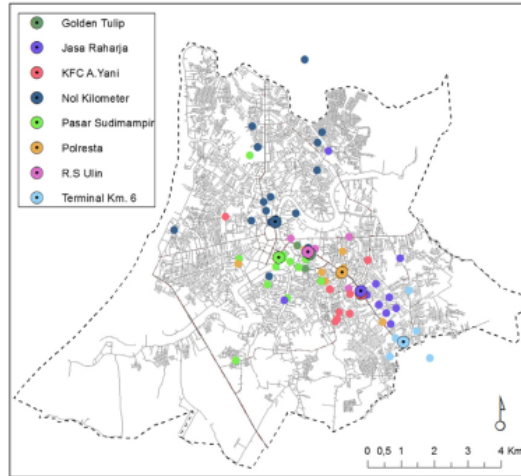 Golden Tulip
Jasa Raharja
KFC A.Yani
Nol Kilometer
Pasar Sudimampir
Polresta
R.S Ulin
Terminal Km. 6
0 0,5 1 2 3 4 Km